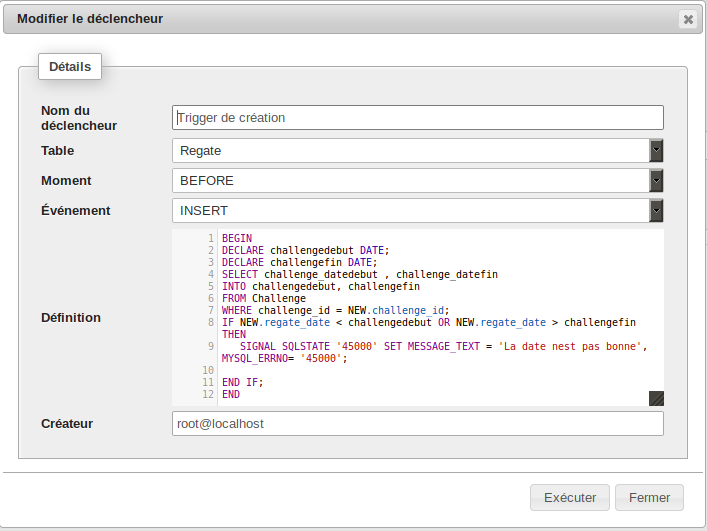 Modifier le déclencheur
Détails
Nom du
déclencheur
Trigger de création
Table
Regate
Moment
BEFORE
Événement
INSERT
Définition
1 BEGIN
2 DECLARE challengedebut DATE;
3 DECLARE challengefin DATE;
4 SELECT challenge_datedebut , challenge_datefin
5 INTO challengedebut, challengefin
6 FROM Challenge
7 WHERE challenge_id = NEW.challenge_id;
8 IF NEW.regate_date < challengedebut OR NEW.regate_date > challengefin
THEN
9 SIGNAL SQLSTATE '45000' SET MESSAGE_TEXT = 'La date nest pas bonne',
MYSQL_ERRNO= '45000';
10
11 END IF;
12 END
Créateur
root@localhost
Exécuter
Fermer